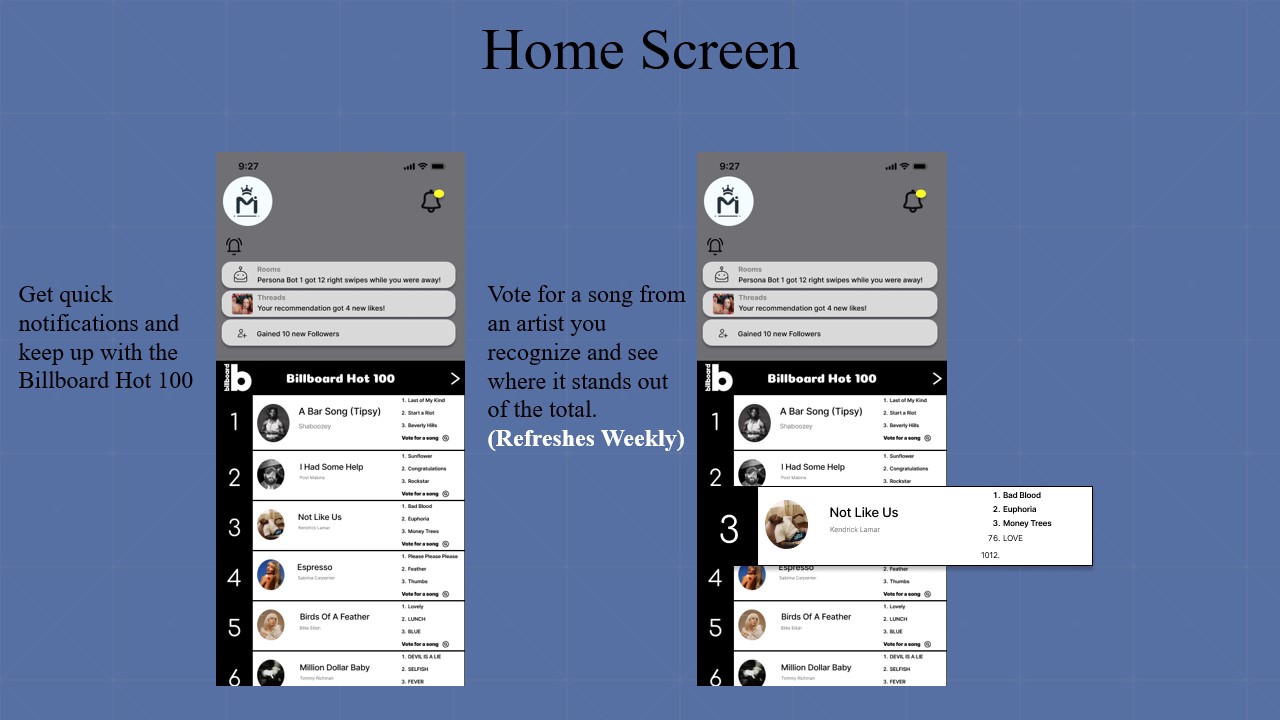 Home Screen
Get quick
notifications and
keep up with the
Billboard Hot 100
9:27
Mi
Rooms
Persona Bot 1 got 12 right swipes while you were away!
Threads
Your recommendation got 4 new likes!
Gained 10 new Followers
billboard b
Billboard Hot 100
1
A Bar Song (Tipsy)
Shaboozey
1. Last of My Kind
2. Start a Riot
3. Beverly Hills
Vote for a song
2
I Had Some Help
Post Malone
1. Sunflower
2. Congratulations
3. Rockstar
Vote for a song
3
Not Like Us
Kendrick Lamar
1. Bad Blood
2. Euphoria
3. Money Trees
Vote for a song
4
Espresso
Sabrina Carpenter
1. Please Please Please
2. Feather
3. Thumbs
Vote for a song
5
Birds Of A Feather
Billie Eilish
1. Lovely
2. LUNCH
3. BLUE
Vote for a song
6
Million Dollar Baby
Tommy Richman
1. DEVIL IS A LIE
2. SELFISH
3. FEVER
Vote for a song from
an artist you
recognize and see
where it stands out
of the total.
(Refreshes Weekly)
9:27
Mi
Rooms
Persona Bot 1 got 12 right swipes while you were away!
Threads
Your recommendation got 4 new likes!
Gained 10 new Followers
billboard b
Billboard Hot 100
1
A Bar Song (Tipsy)
Shaboozey
1. Last of My Kind
2. Start a Riot
3. Beverly Hills
Vote for a song
2
I Had Some Help
Post Malone
1. Sunflower
2. Congratulations
3. Rockstar
3
Not Like Us
Kendrick Lamar
1. Bad Blood
2. Euphoria
3. Money Trees
76. LOVE
1012.
4
Espresso
Sabrina Carpenter
2. Feather
3. Thumbs
Vote for a song
5
Birds Of A Feather
Billie Eilish
1. Lovely
2. LUNCH
3. BLUE
Vote for a song
6
Million Dollar Baby
Tommy Richman
1. DEVIL IS A LIE
2. SELFISH
3. FEVER